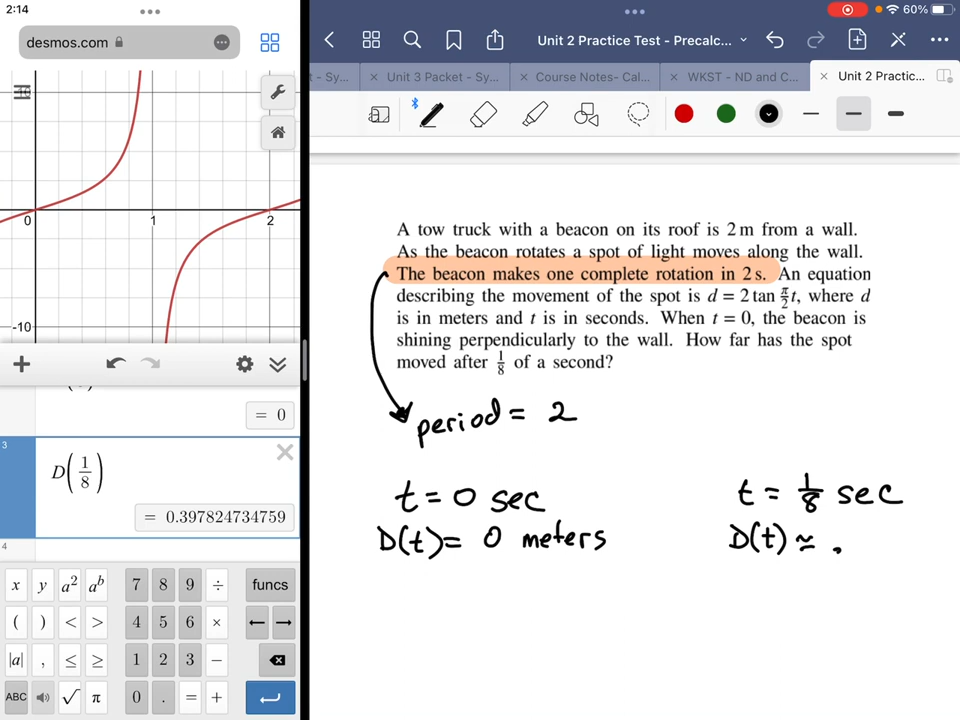 2:14
60%
desmos.com
Unit 2 Practice Test - Precalc...
t - Sy...
× Unit 3 Packet - Sy...
× Course Notes- Cal...
× WKST - ND and C...
× Unit 2 Practic...
0
1
2
-10
A tow truck with a beacon on its roof is 2 m from a wall.
As the beacon rotates a spot of light moves along the wall.
The beacon makes one complete rotation in 2 s. An equation
describing the movement of the spot is d = 2 tan π/2 t, where d
is in meters and t is in seconds. When t = 0, the beacon is
shining perpendicularly to the wall. How far has the spot
moved after 1/8 of a second?
period = 2
t = 0 sec
D(t) = 0 meters
t = 1/8 sec
D(t) ≈ .
= 0
3
D(1/8)
= 0.397824734759
4
x y a² aᵇ 7 8 9 ÷ funcs
( ) < > 4 5 6 × ← →
|a| , ≤ ≥ 1 2 3 −
ABC √ π 0 . = +